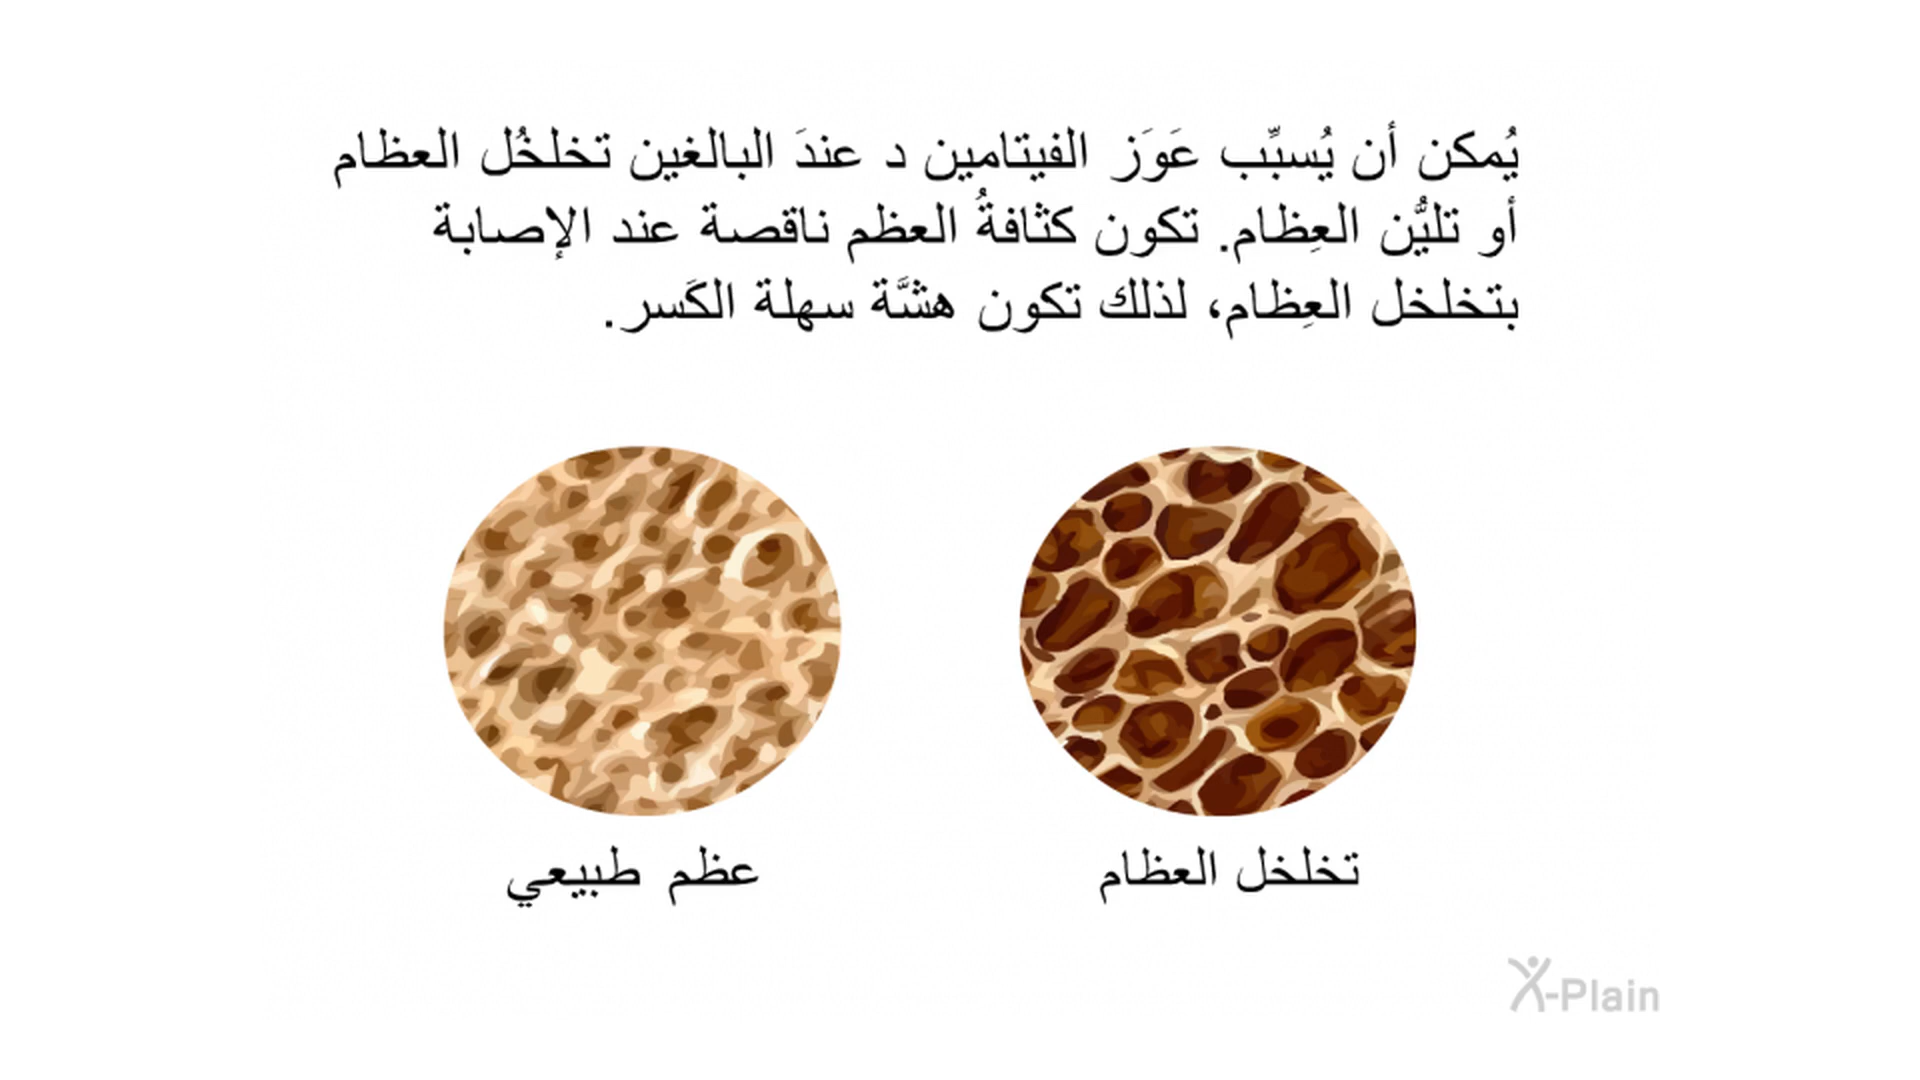 يُمكن أن يُسبِّب عَوَز الفيتامين د عندَ البالغين تخلخُل العظام
أو تليُّن العِظام. تكون كثافةُ العظم ناقصة عند الإصابة
بتخلخل العِظام، لذلك تكون هشَّة سهلة الكَسر.
تخلخل العظام
عظم طبيعي
X-Plain